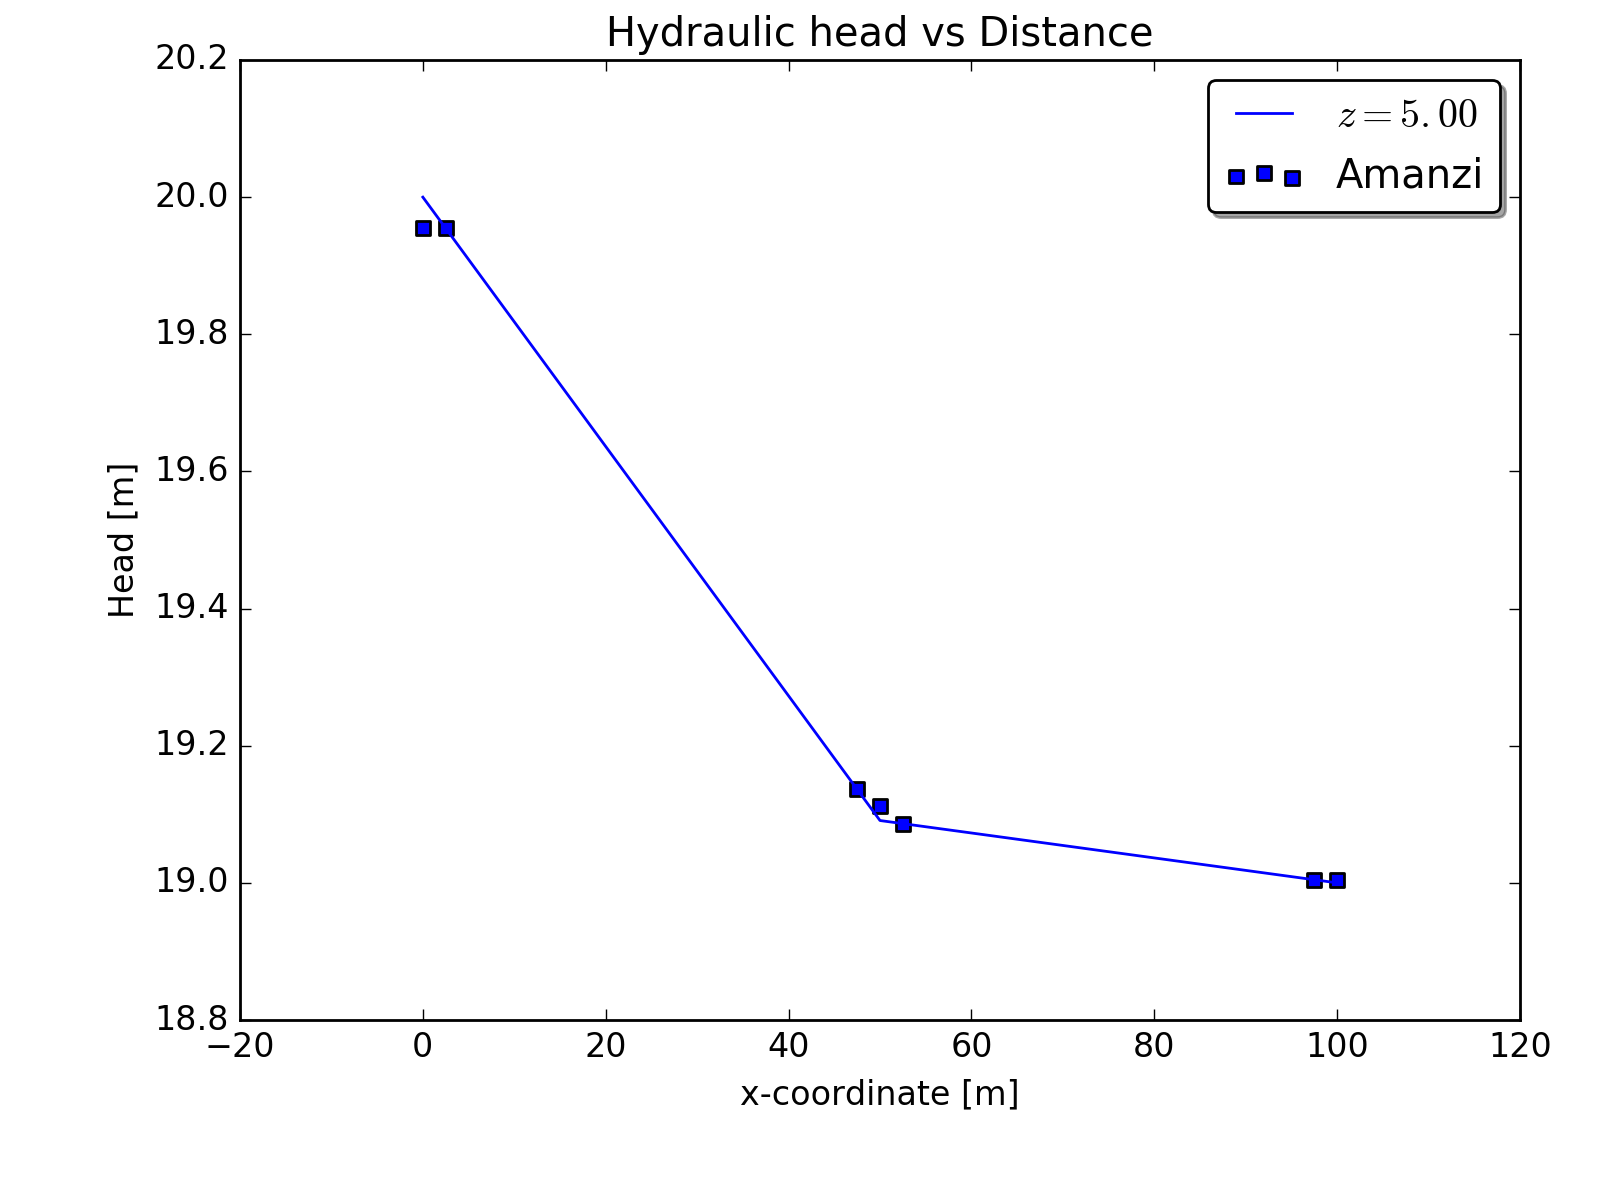 Hydraulic head vs Distance
20.2
20.0
19.8
19.6
19.4
19.2
19.0
18.8
Head [m]
z = 5.00
Amanzi
−20 0 20 40 60 80 100 120
x-coordinate [m]